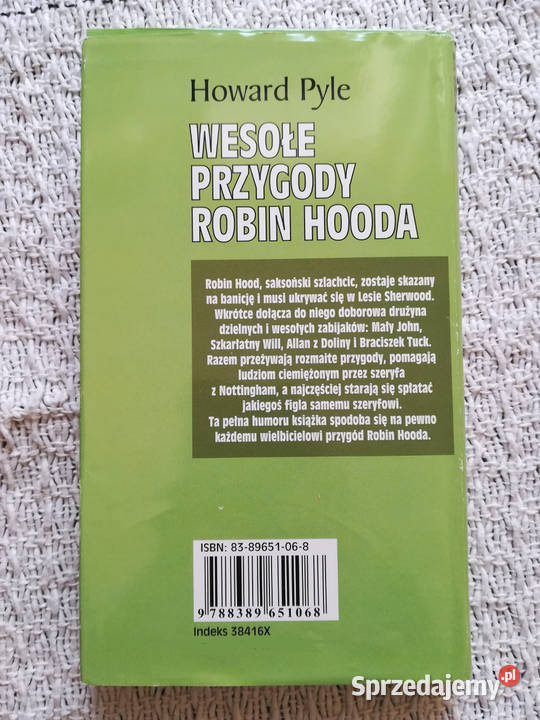 Howard Pyle
WESOŁE
PRZYGODY
ROBIN HOODA
Robin Hood, saksoński szlachcic, zostaje skazany
na banicję i musi ukrywać się w Lesie Sherwood.
Wkrótce dołącza do niego doborowa drużyna
dzielnych i wesołych zabijaków: Mały John,
Szkarłatny Will, Allan z Doliny i Braciszek Tuck.
Razem przeżywają rozmaite przygody, pomagają
ludziom ciemiężonym przez szeryfa
z Nottingham, a najczęściej starają się spłatać
jakiegoś figla samemu szeryfowi.
Ta pełna humoru książka spodoba się na pewno
każdemu wielbicielowi przygód Robin Hooda.
ISBN: 83-89651-06-8
9 788389 651068
Indeks 38416X
Sprzedajemy.pl